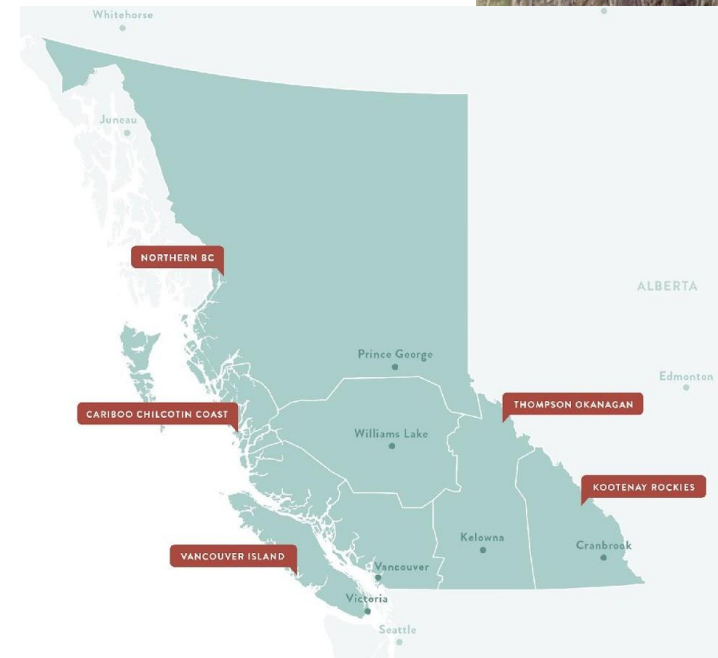 Whitehorse
Juneau
NORTHERN BC
ALBERTA
Prince George
Edmonton
THOMPSON OKANAGAN
CARIBOO CHILCOTIN COAST
Williams Lake
KOOTENAY ROCKIES
Kelowna
Cranbrook
VANCOUVER ISLAND
Vancouver
Victoria
Seattle